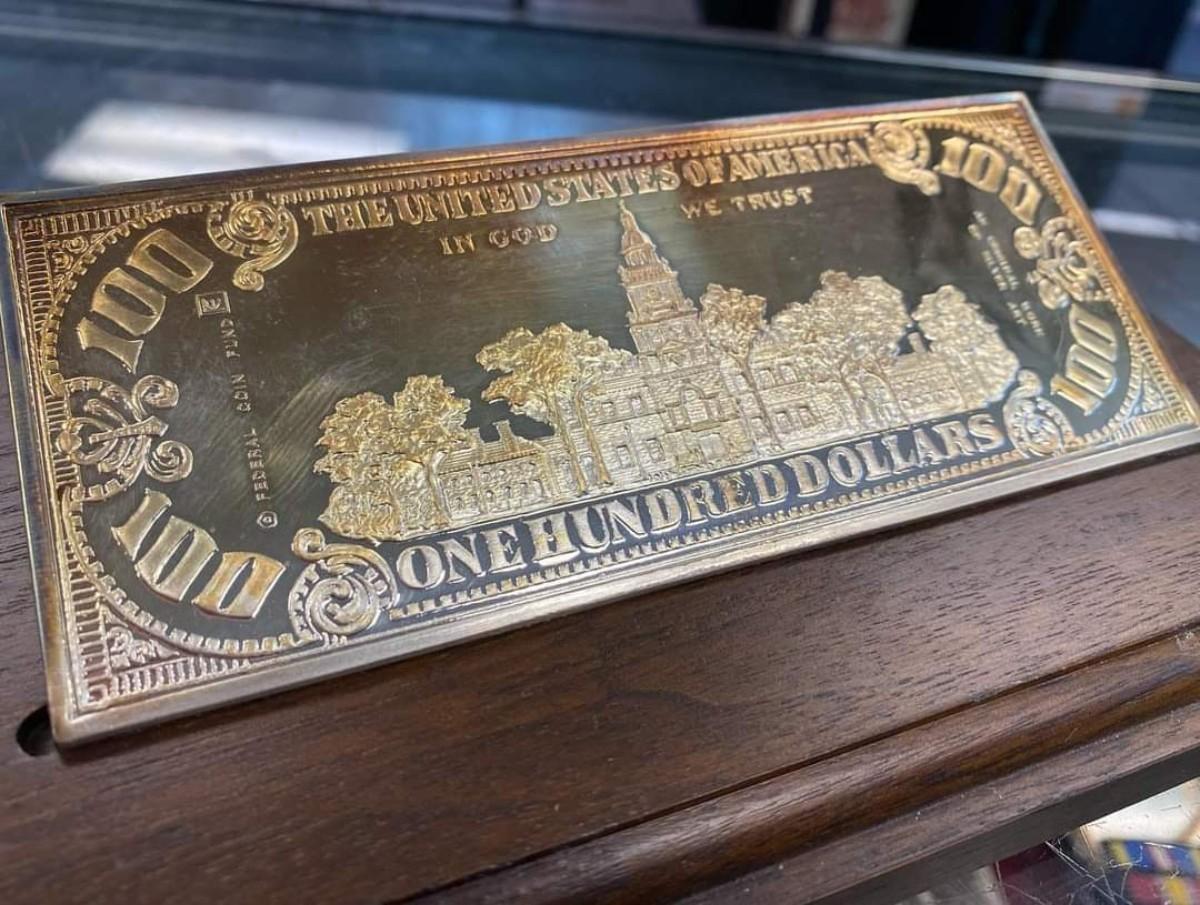 THE UNITED STATES OF AMERICA
IN GOD WE TRUST
100
100
© FEDERAL COIN FUND
100
100
ONE HUNDRED DOLLARS